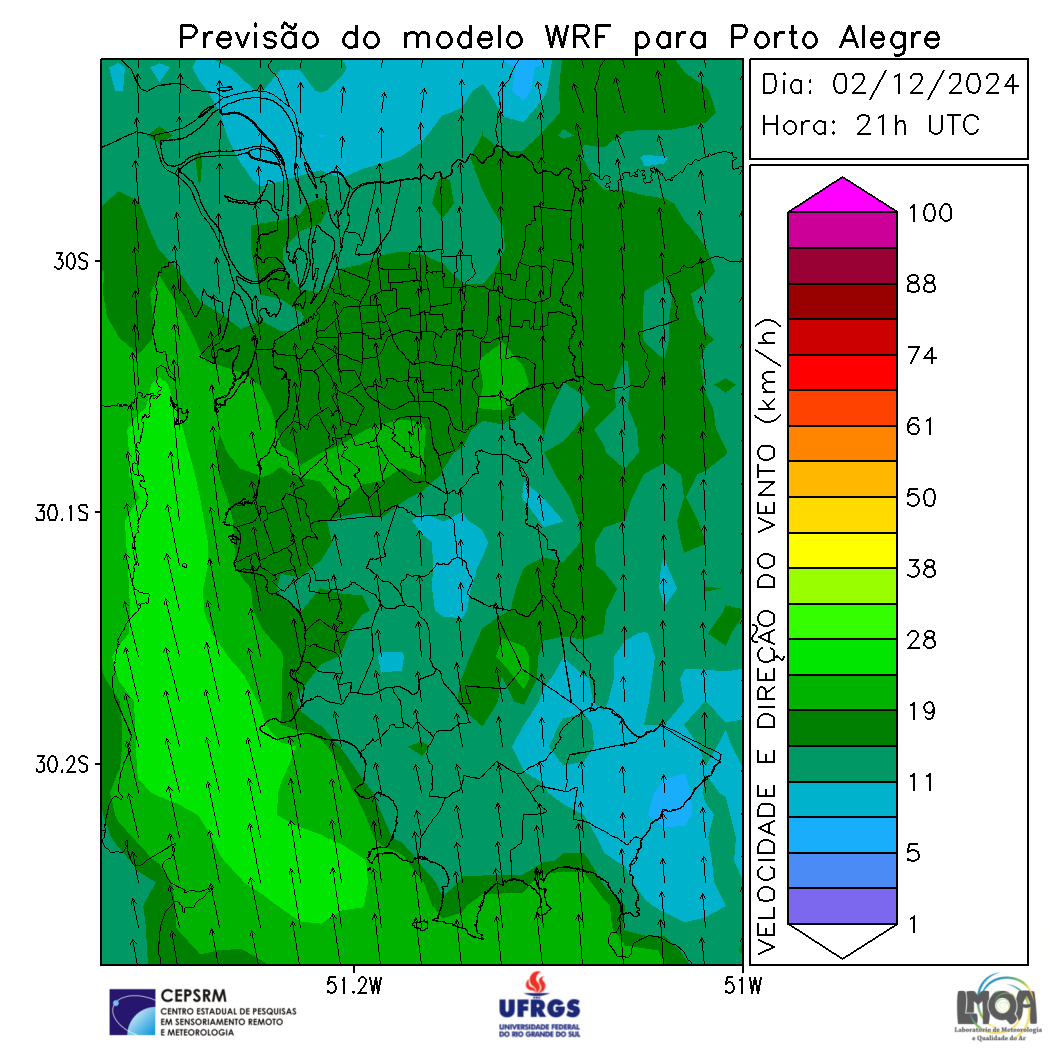 Previsão do modelo WRF para Porto Alegre
Dia: 02/12/2024
Hora: 21h UTC
30S
30.1S
30.2S
51.2W
51W
VELOCIDADE E DIREÇÃO DO VENTO (km/h)
100
88
74
61
50
38
28
19
11
5
1
CEPSRM
CENTRO ESTADUAL DE PESQUISAS
EM SENSORIAMENTO REMOTO
E METEOROLOGIA
UFRGS
UNIVERSIDADE FEDERAL
DO RIO GRANDE DO SUL
LMQA
Laboratório de Meteorologia
e Qualidade do Ar